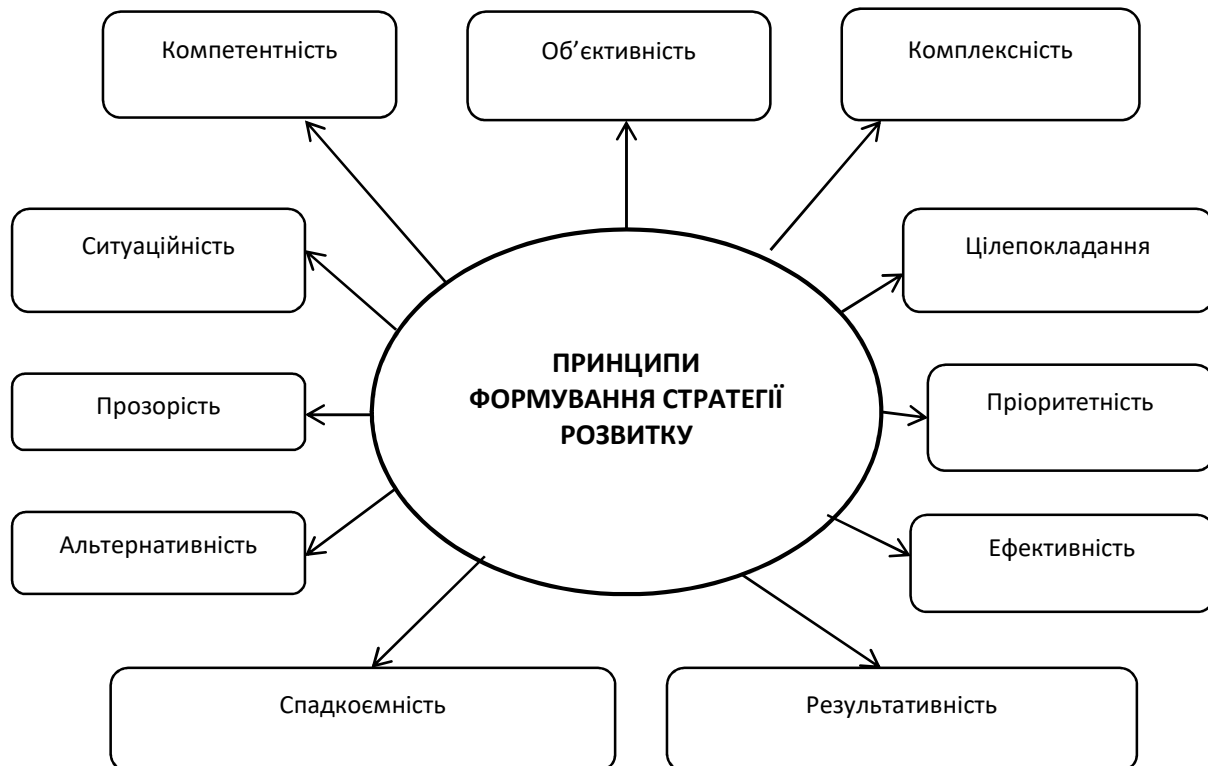 Компетентність
Об’єктивність
Комплексність
Ситуаційність
Цілепокладання
ПРИНЦИПИ
ФОРМУВАННЯ СТРАТЕГІЇ
РОЗВИТКУ
Прозорість
Пріоритетність
Альтернативність
Ефективність
Спадкоємність
Результативність